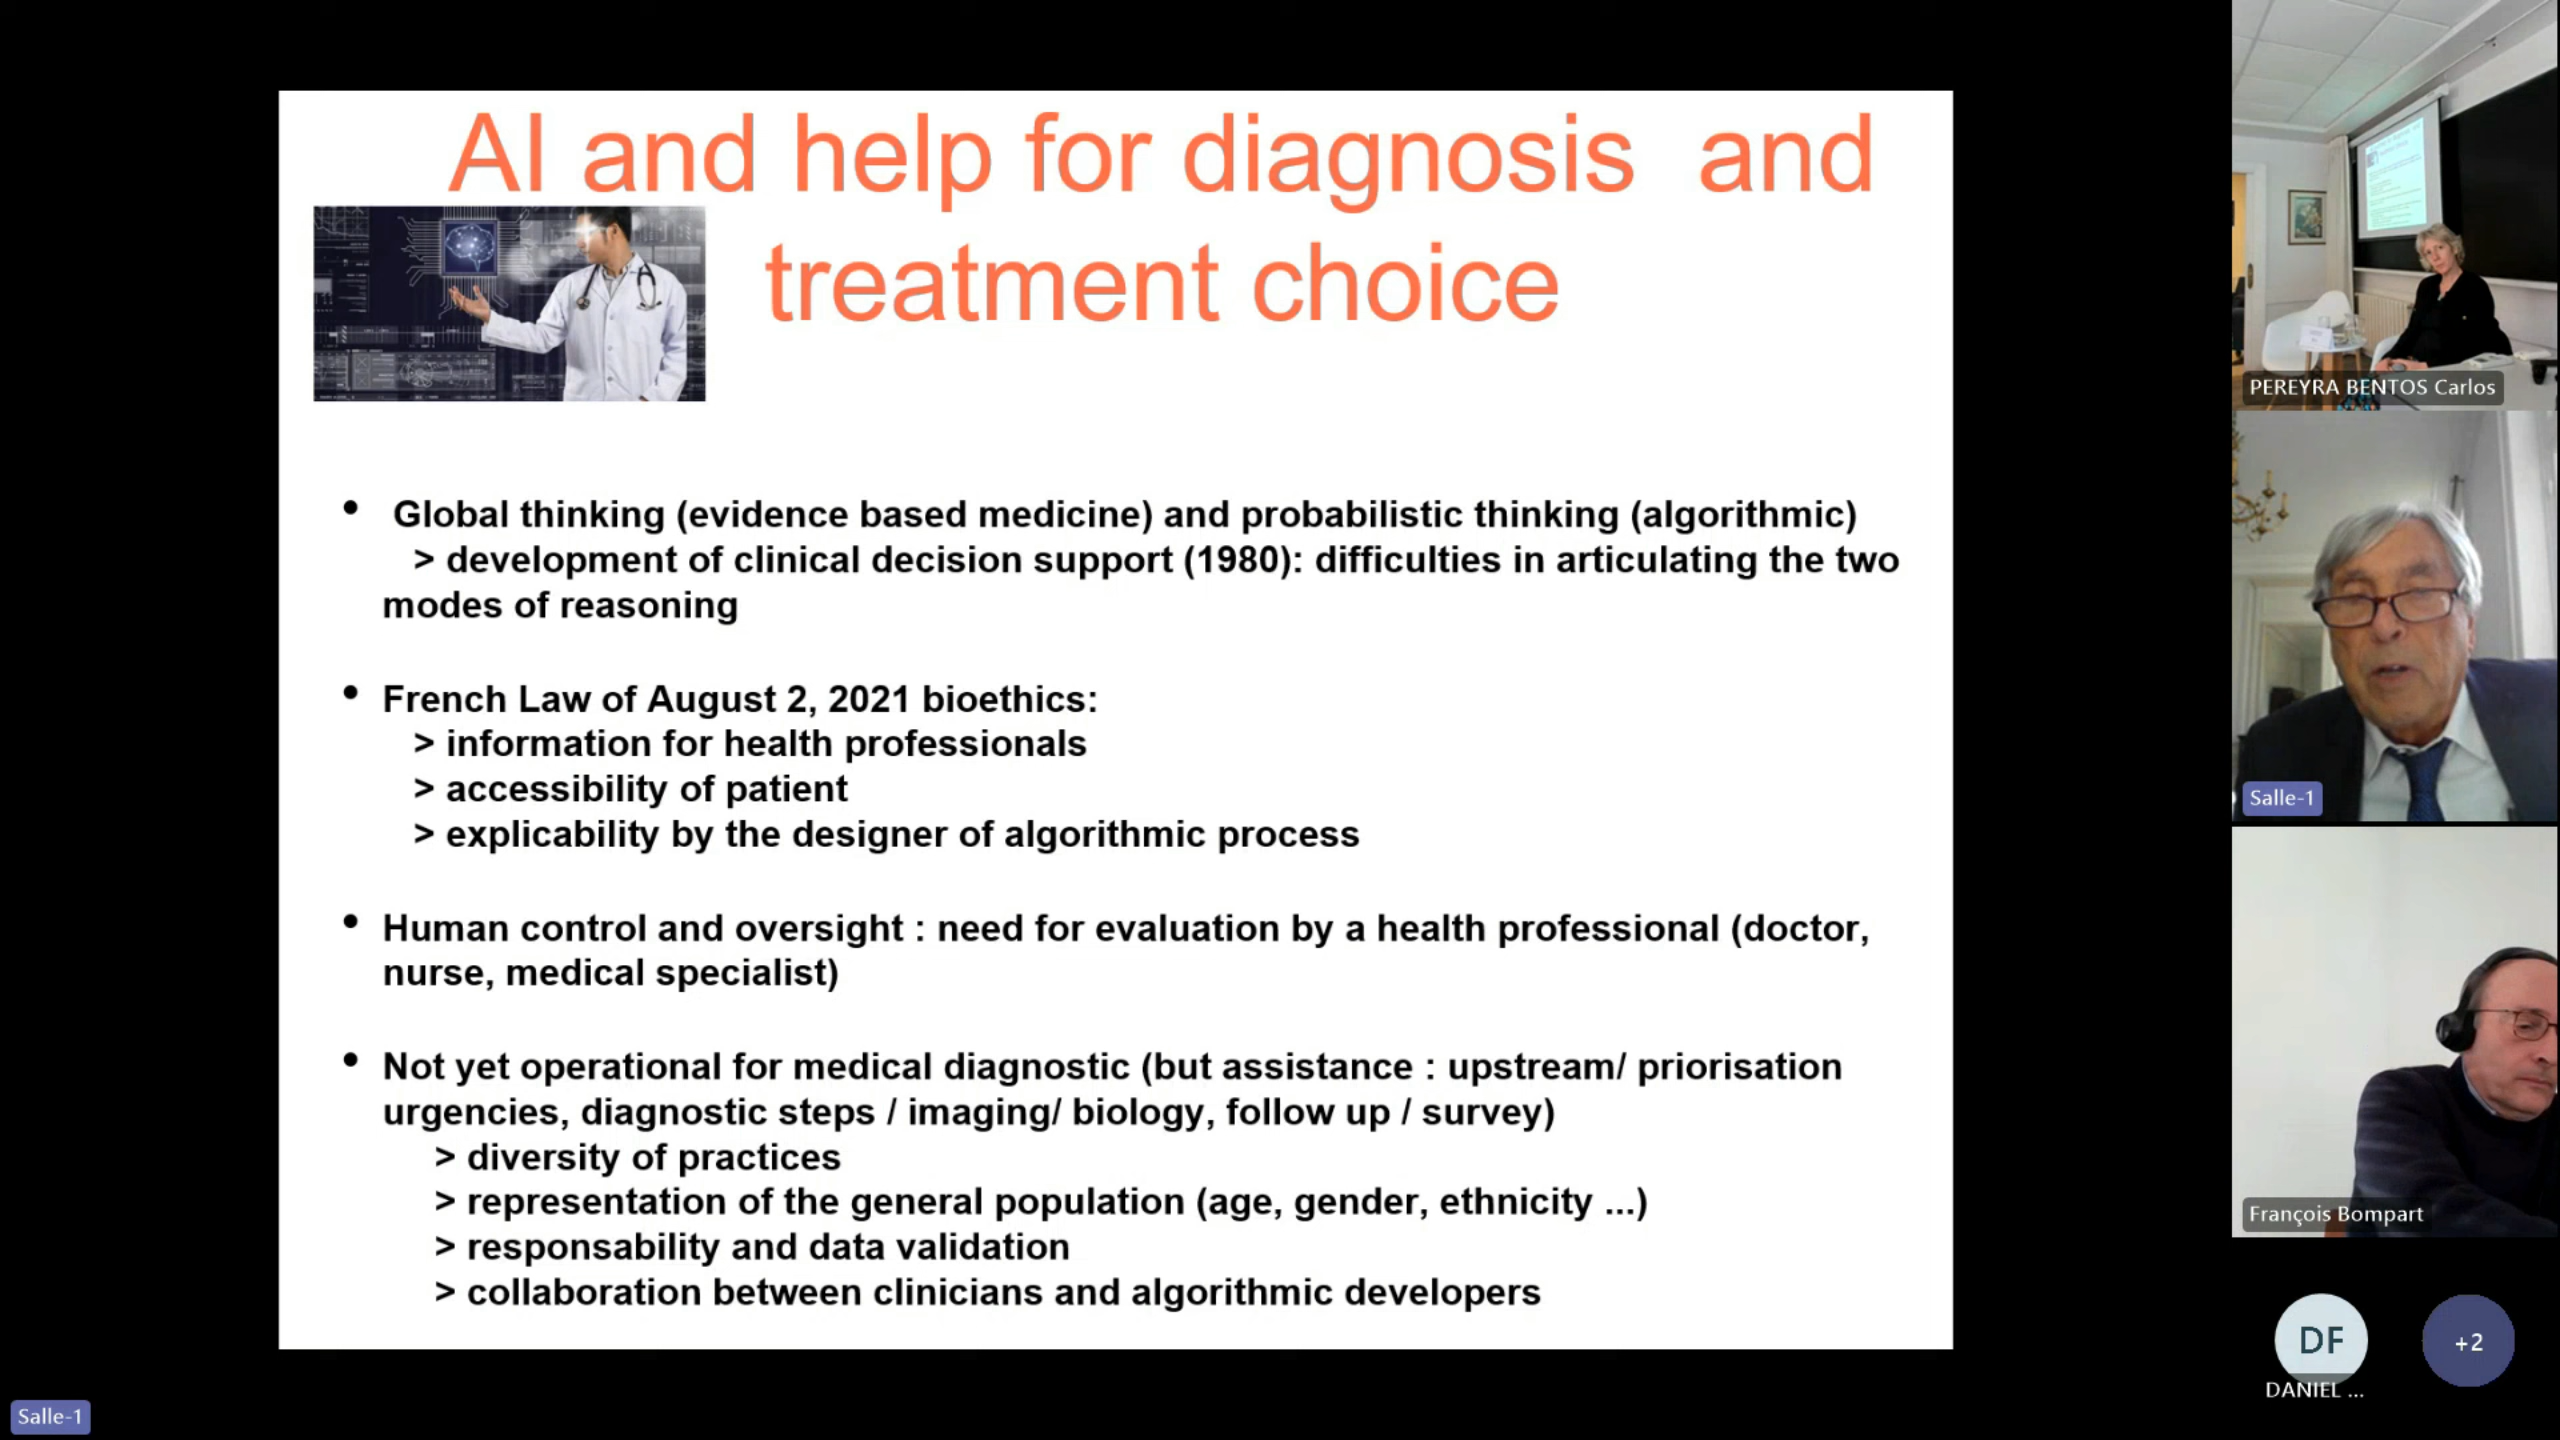 AI and help for diagnosis and
treatment choice
• Global thinking (evidence based medicine) and probabilistic thinking (algorithmic)
> development of clinical decision support (1980): difficulties in articulating the two
modes of reasoning
• French Law of August 2, 2021 bioethics:
> information for health professionals
> accessibility of patient
> explicability by the designer of algorithmic process
• Human control and oversight : need for evaluation by a health professional (doctor,
nurse, medical specialist)
• Not yet operational for medical diagnostic (but assistance : upstream/ priorisation
urgencies, diagnostic steps / imaging/ biology, follow up / survey)
> diversity of practices
> representation of the general population (age, gender, ethnicity ...)
> responsability and data validation
> collaboration between clinicians and algorithmic developers
PEREYRA BENTOS Carlos
Salle-1
François Bompart
DF
DANIEL ...
+2
Salle-1